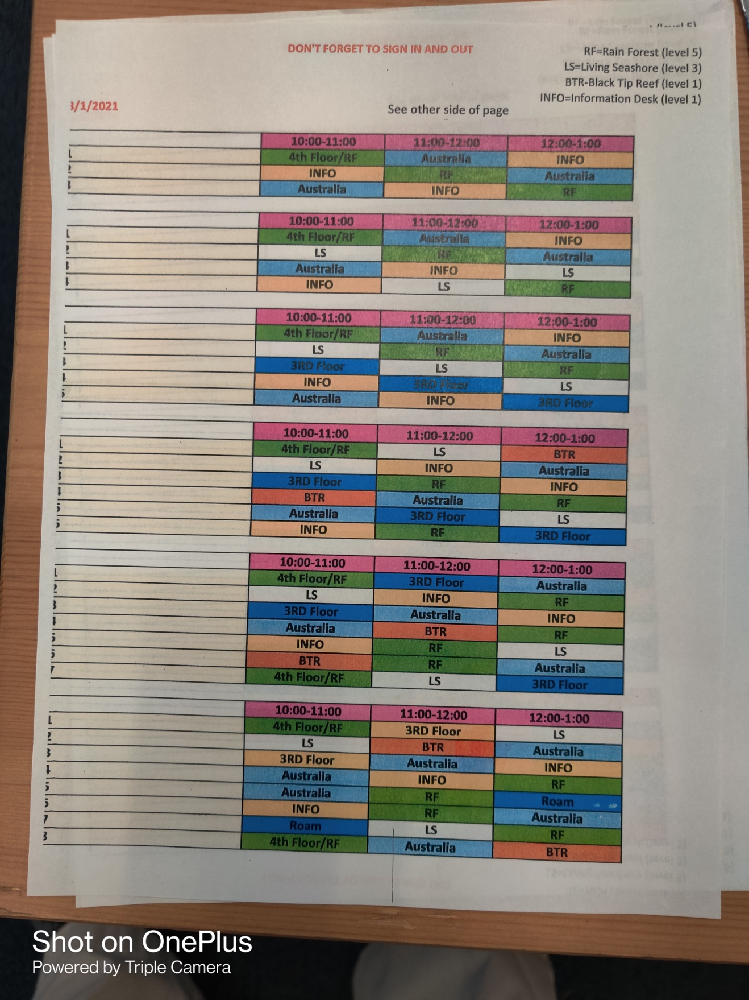 DON'T FORGET TO SIGN IN AND OUT
RF=Rain Forest (level 5)
LS=Living Seashore (level 3)
BTR-Black Tip Reef (level 1)
INFO=Information Desk (level 1)
3/1/2021
See other side of page
10:00-11:00 11:00-12:00 12:00-1:00
1 4th Floor/RF Australia INFO
2 INFO RF Australia
3 Australia INFO RF
10:00-11:00 11:00-12:00 12:00-1:00
1 4th Floor/RF Australia INFO
2 LS RF Australia
3 Australia INFO LS
4 INFO LS RF
10:00-11:00 11:00-12:00 12:00-1:00
1 4th Floor/RF Australia INFO
2 LS RF Australia
3 3RD Floor LS RF
4 INFO 3RD Floor LS
5 Australia INFO 3RD Floor
10:00-11:00 11:00-12:00 12:00-1:00
1 4th Floor/RF LS BTR
2 LS INFO Australia
3 3RD Floor RF INFO
4 BTR Australia RF
5 Australia 3RD Floor LS
6 INFO RF 3RD Floor
10:00-11:00 11:00-12:00 12:00-1:00
1 4th Floor/RF 3RD Floor Australia
2 LS INFO RF
3 3RD Floor Australia INFO
4 Australia BTR RF
5 INFO RF LS
6 BTR RF Australia
7 4th Floor/RF LS 3RD Floor
10:00-11:00 11:00-12:00 12:00-1:00
1 4th Floor/RF 3RD Floor LS
2 LS BTR Australia
3 3RD Floor Australia INFO
4 Australia INFO RF
5 Australia RF Roam
6 INFO RF Australia
7 Roam LS RF
8 4th Floor/RF Australia BTR
Shot on OnePlus
Powered by Triple Camera